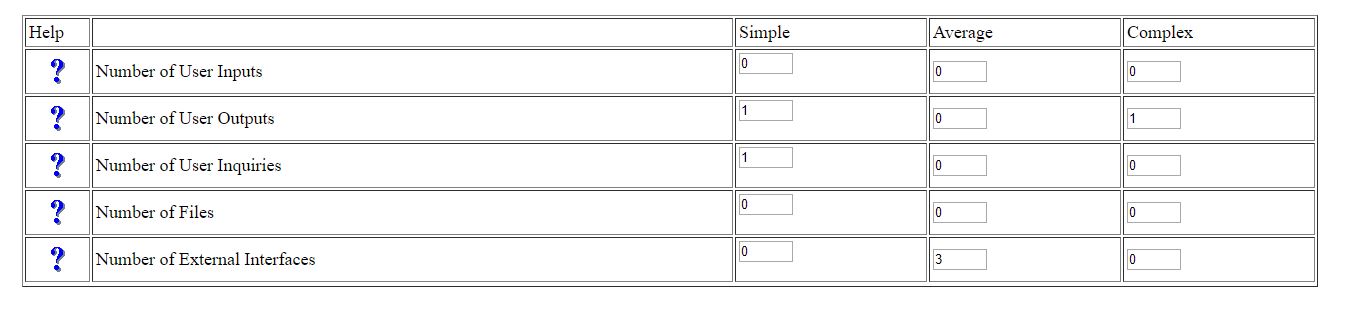 Help Simple Average Complex
? Number of User Inputs 0 0 0
? Number of User Outputs 1 0 1
? Number of User Inquiries 1 0 0
? Number of Files 0 0 0
? Number of External Interfaces 0 3 0